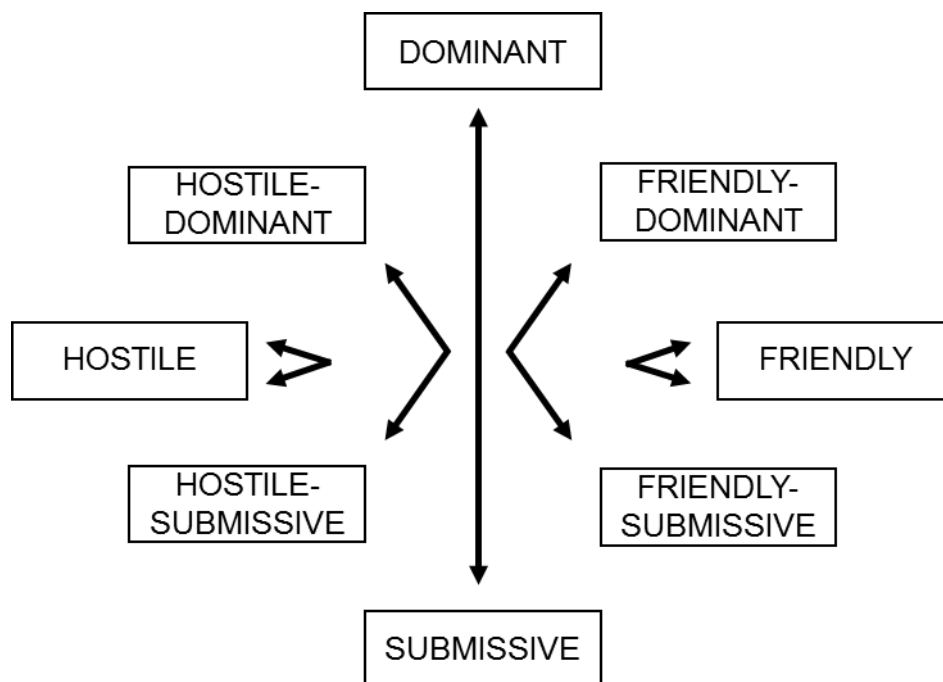 DOMINANT
HOSTILE-
DOMINANT
FRIENDLY-
DOMINANT
HOSTILE
FRIENDLY
HOSTILE-
SUBMISSIVE
FRIENDLY-
SUBMISSIVE
SUBMISSIVE